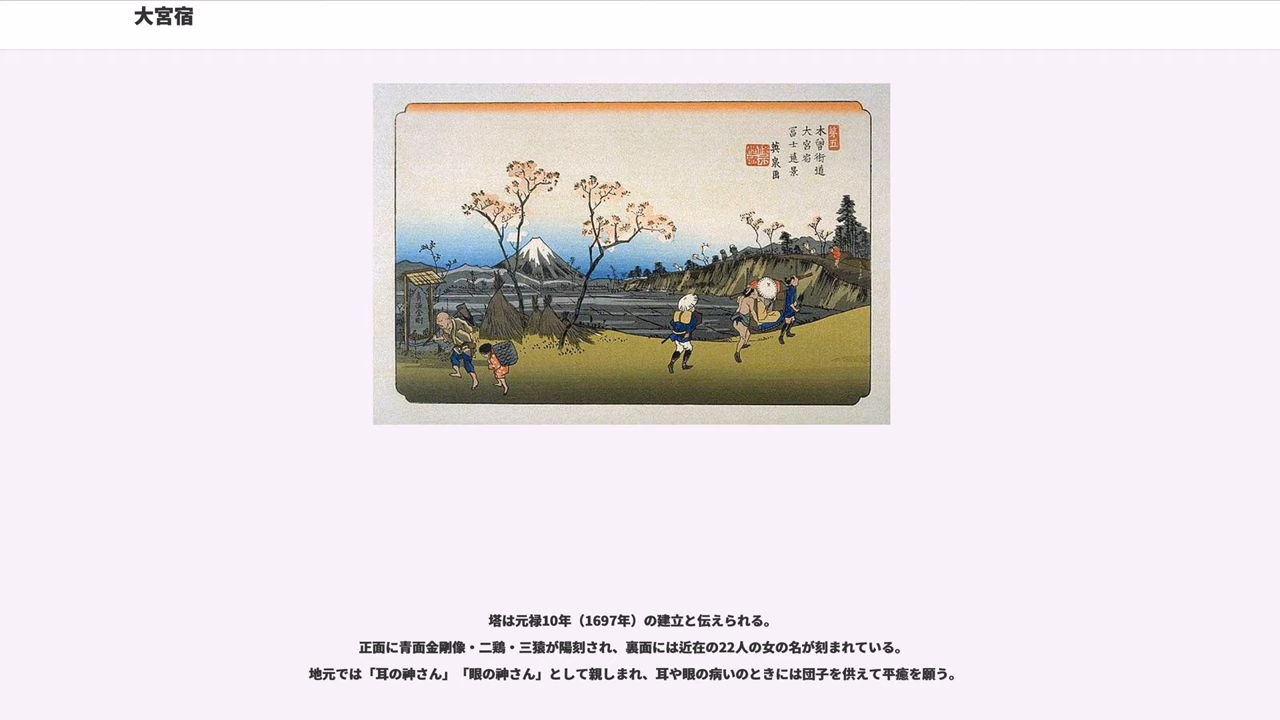 大宮宿
第五
木曽街道
大宮宿
冨士遠景
英泉画
塔は元禄10年（1697年）の建立と伝えられる。
正面に青面金剛像・二鶏・三猿が陽刻され、裏面には近在の22人の女の名が刻まれている。
地元では「耳の神さん」「眼の神さん」として親しまれ、耳や眼の病いのときには団子を供えて平癒を願う。